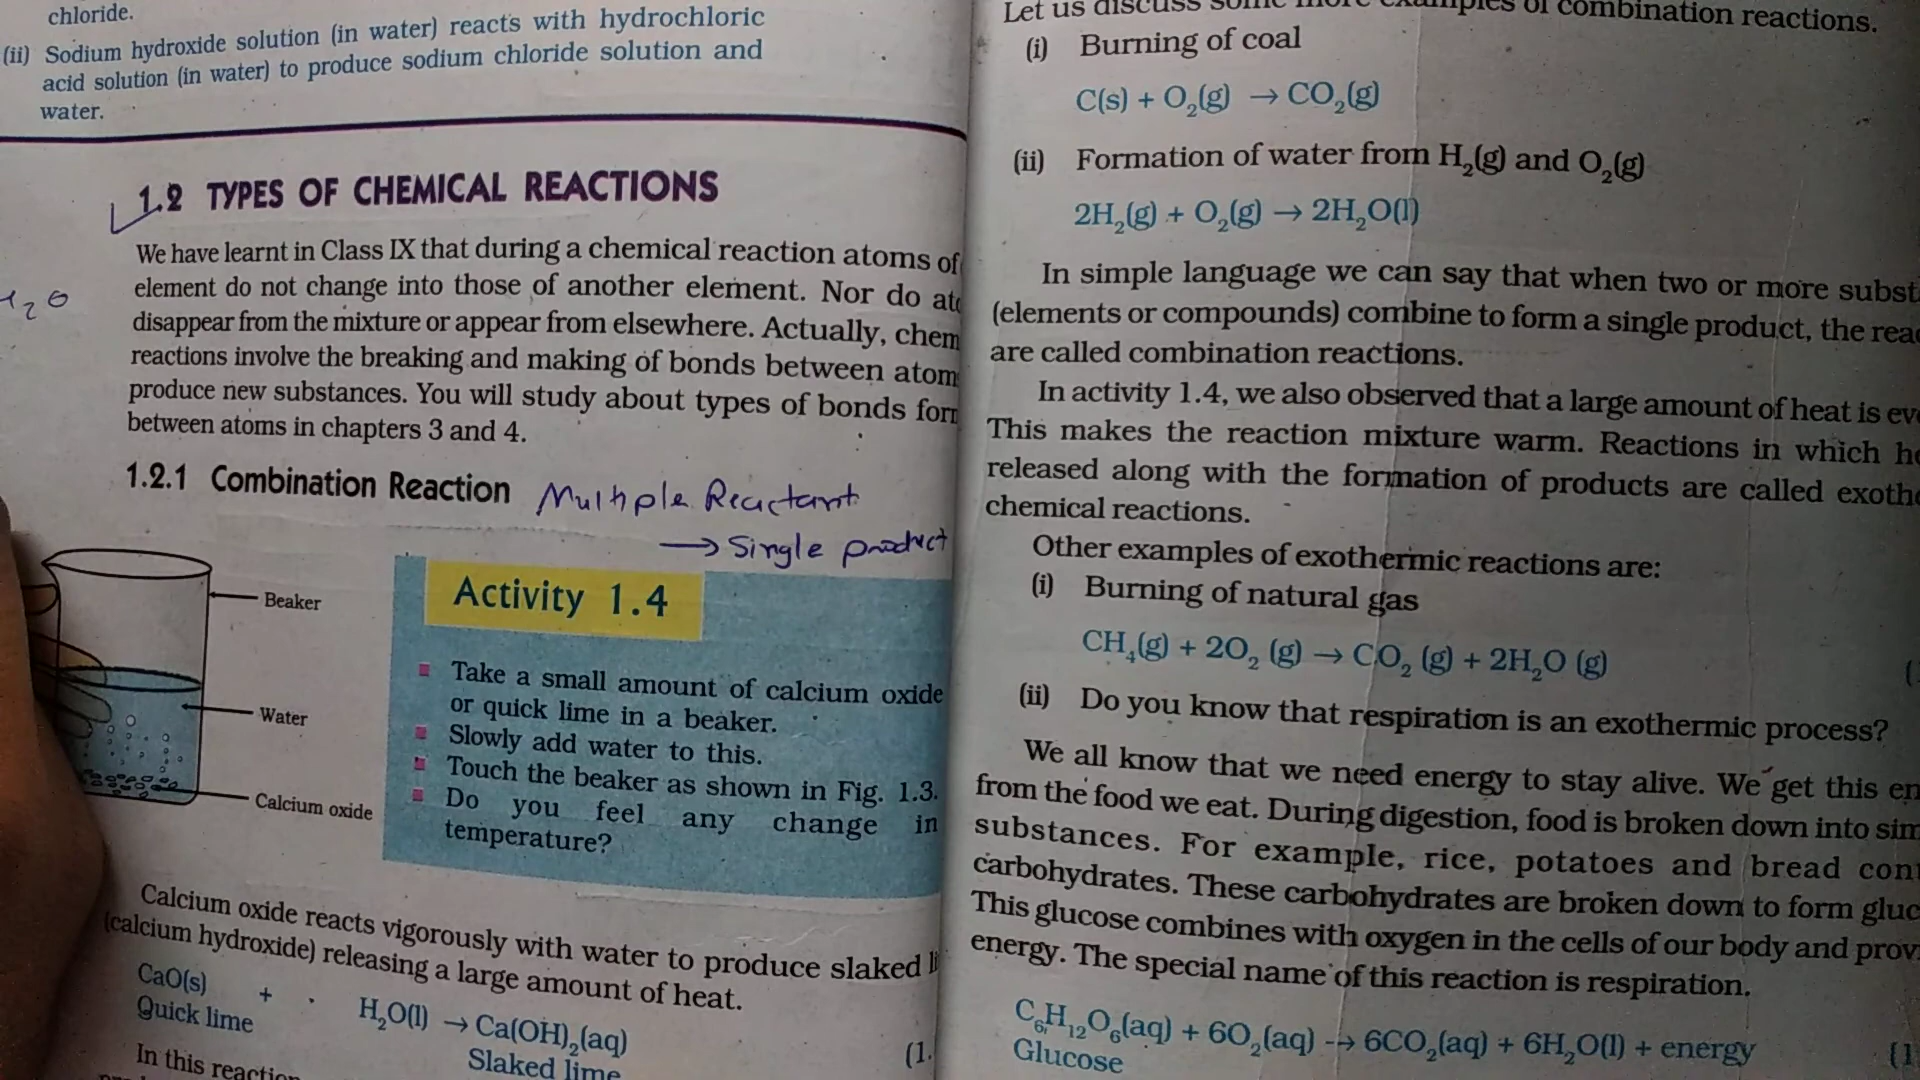 chloride.
(ii) Sodium hydroxide solution (in water) reacts with hydrochloric
acid solution (in water) to produce sodium chloride solution and
water.
1.2 TYPES OF CHEMICAL REACTIONS
We have learnt in Class IX that during a chemical reaction atoms of
element do not change into those of another element. Nor do
disappear from the mixture or appear from elsewhere. Actually,
reactions involve the breaking and making of bonds between
produce new substances. You will study about types of bonds
between atoms in chapters 3 and 4.
1.2.1 Combination Reaction Multiple Reactant
→ Single product
Beaker
Water
Calcium oxide
Activity 1.4
Take a small amount of calcium oxide
or quick lime in a beaker.
Slowly add water to this.
Touch the beaker as shown in Fig. 1.3.
Do you feel any change in
temperature?
Calcium oxide reacts vigorously with water to produce slaked
(calcium hydroxide) releasing a large amount of heat.
CaO(s) + H₂O(l) → Ca(OH)₂(aq)
Quick lime Slaked lime
In this reaction
Let us discuss some more examples of combination reactions.
(i) Burning of coal
C(s) + O₂(g) → CO₂(g)
(ii) Formation of water from H₂(g) and O₂(g)
2H₂(g) + O₂(g) → 2H₂O(l)
In simple language we can say that when two or more
(elements or compounds) combine to form a single product, the
are called combination reactions.
In activity 1.4, we also observed that a large amount of heat is
This makes the reaction mixture warm. Reactions in which
released along with the formation of products are called
chemical reactions.
Other examples of exothermic reactions are:
(i) Burning of natural gas
CH₄(g) + 2O₂ (g) → CO₂ (g) + 2H₂O (g)
(ii) Do you know that respiration is an exothermic process?
We all know that we need energy to stay alive. We get this
from the food we eat. During digestion, food is broken down into
substances. For example, rice, potatoes and bread
carbohydrates. These carbohydrates are broken down to form
This glucose combines with oxygen in the cells of our body and
energy. The special name of this reaction is respiration.
C₆H₁₂O₆(aq) + 6O₂(aq) → 6CO₂(aq) + 6H₂O(l) + energy
Glucose